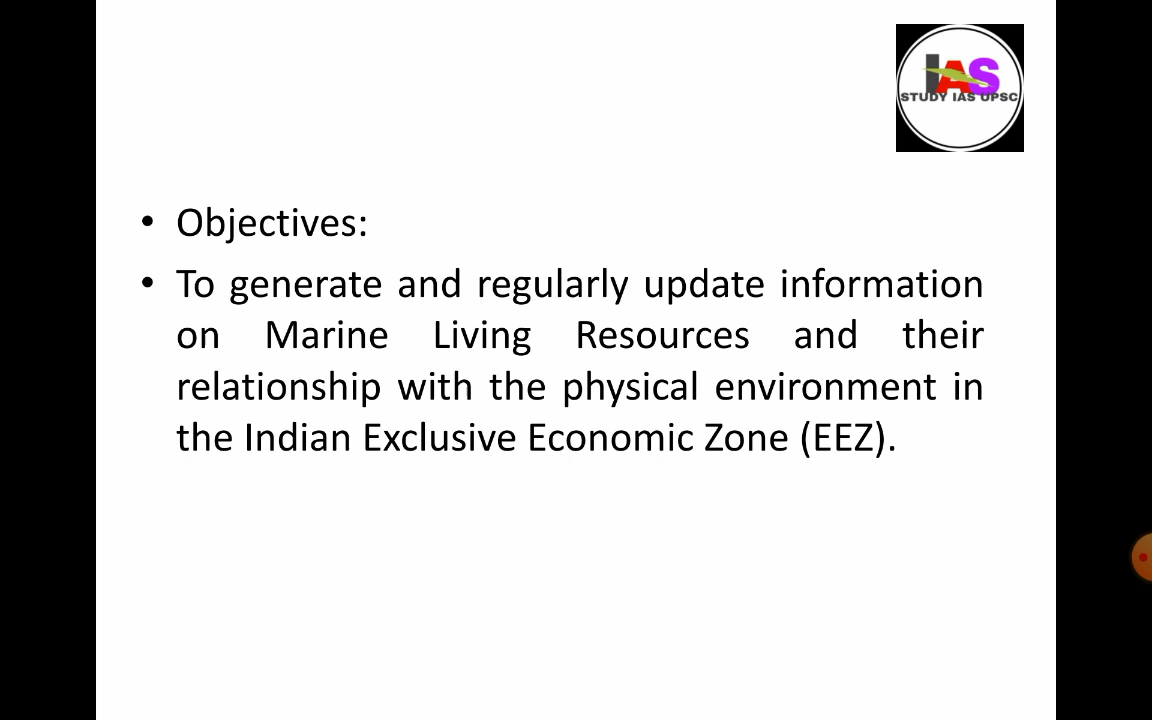 IAS
STUDY IAS UPSC
• Objectives:
• To generate and regularly update information
on Marine Living Resources and their
relationship with the physical environment in
the Indian Exclusive Economic Zone (EEZ).